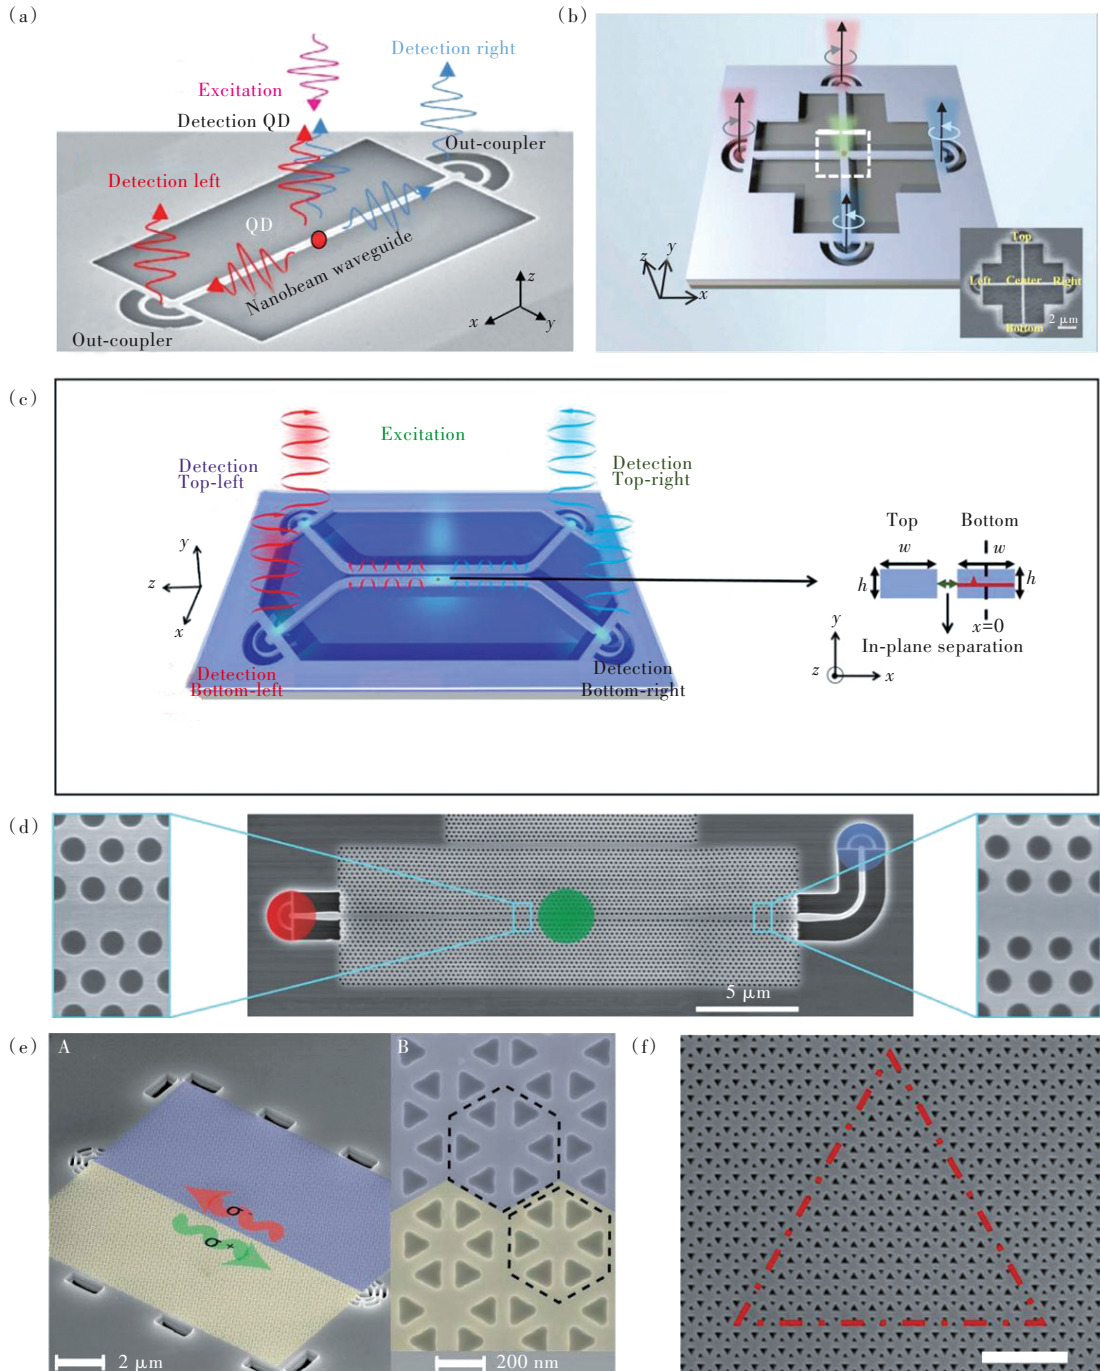 (a)
Detection right
Excitation
Detection QD
Out-coupler
Detection left
QD
Nanobeam waveguide
z
x
y
Out-coupler
(b)
z
y
x
Top
Left
Center
Right
2 μm
Bottom
(c)
Excitation
Detection
Top-left
Detection
Top-right
y
z
x
Detection
Bottom-left
Detection
Bottom-right
Top
Bottom
w
w
h
h
x=0
In-plane separation
y
z
x
(d)
5 μm
(e)
A
σ-
σ+
2 μm
B
200 nm
(f)